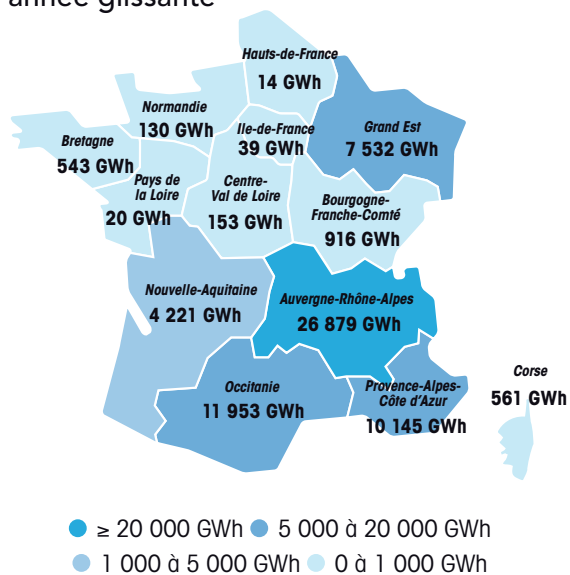 année glissante
Hauts-de-France
14 GWh
Normandie
130 GWh
Ile-de-France
39 GWh
Grand Est
7 532 GWh
Bretagne
543 GWh
Pays de
la Loire
20 GWh
Centre-
Val de Loire
153 GWh
Bourgogne-
Franche-Comté
916 GWh
Nouvelle-Aquitaine
4 221 GWh
Auvergne-Rhône-Alpes
26 879 GWh
Occitanie
11 953 GWh
Provence-Alpes-
Côte d'Azur
10 145 GWh
Corse
561 GWh
≥ 20 000 GWh
5 000 à 20 000 GWh
1 000 à 5 000 GWh
0 à 1 000 GWh